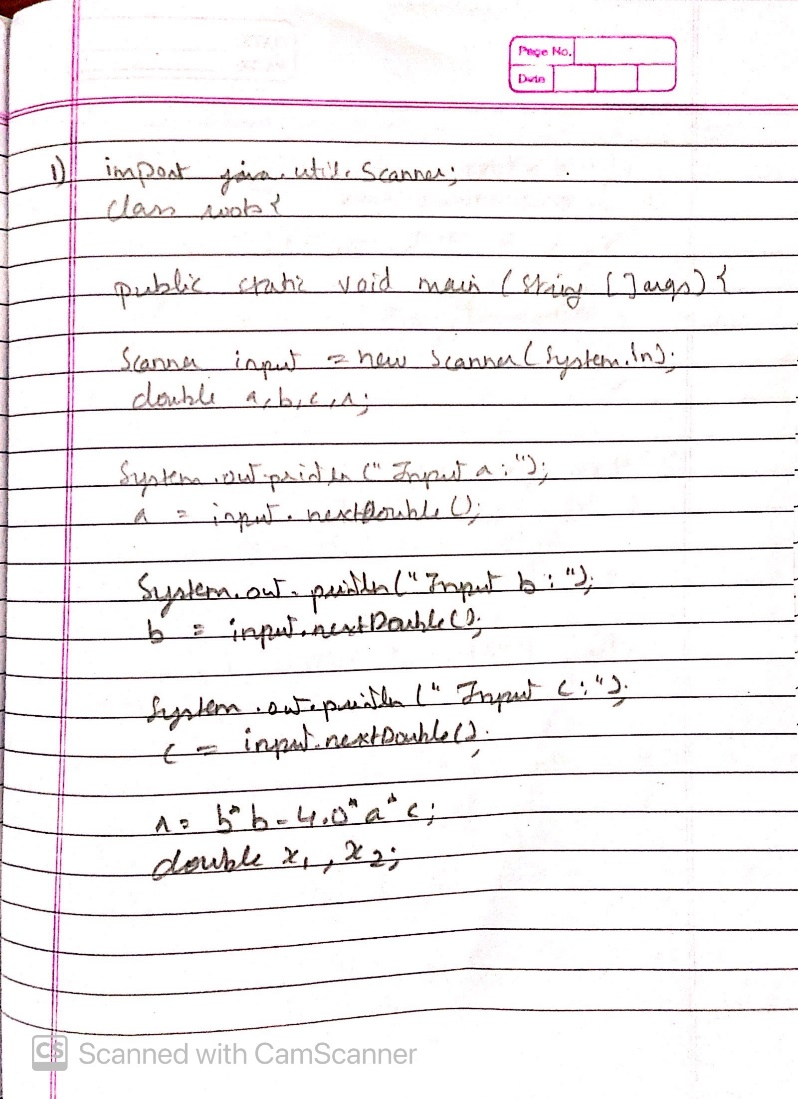 Page No.
Date
1) import java.util.Scanner;
class roots{
public static void main (String []args) {
Scanner input = new Scanner(System.in);
double a,b,c,r;
System.out.println (" Input a : ");
a = input.nextDouble ();
System.out.println (" Input b : ");
b = input.nextDouble ();
System.out.println (" Input c : ");
c = input.nextDouble ();
r = b*b-4.0*a*c;
double x1, x2;
CS Scanned with CamScanner